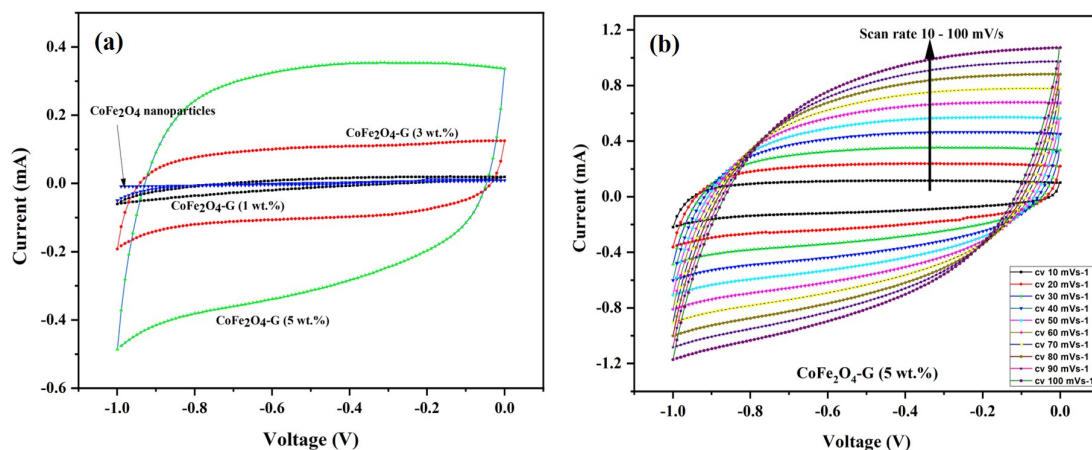 (a)
CoFe₂O₄ nanoparticles
CoFe₂O₄-G (3 wt.%)
CoFe₂O₄-G (1 wt.%)
CoFe₂O₄-G (5 wt.%)
0.4
0.2
0.0
-0.2
-0.4
-0.6
Current (mA)
-1.0 -0.8 -0.6 -0.4 -0.2 0.0
Voltage (V)
(b)
Scan rate 10 - 100 mV/s
1.2
0.8
0.4
0.0
-0.4
-0.8
-1.2
Current (mA)
cv 10 mVs-1
cv 20 mVs-1
cv 30 mVs-1
cv 40 mVs-1
cv 50 mVs-1
cv 60 mVs-1
cv 70 mVs-1
cv 80 mVs-1
cv 90 mVs-1
cv 100 mVs-1
CoFe₂O₄-G (5 wt.%)
-1.0 -0.8 -0.6 -0.4 -0.2 0.0
Voltage (V)